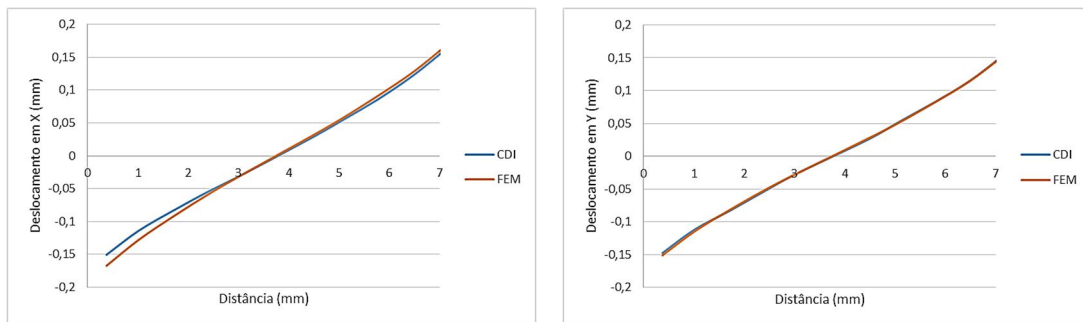 0,2
0,15
0,1
0,05
0
-0,05
-0,1
-0,15
-0,2
0 1 2 3 4 5 6 7
Deslocamento em X (mm)
Distância (mm)
CDI
FEM
0,2
0,15
0,1
0,05
0
-0,05
-0,1
-0,15
-0,2
0 1 2 3 4 5 6 7
Deslocamento em Y (mm)
Distância (mm)
CDI
FEM